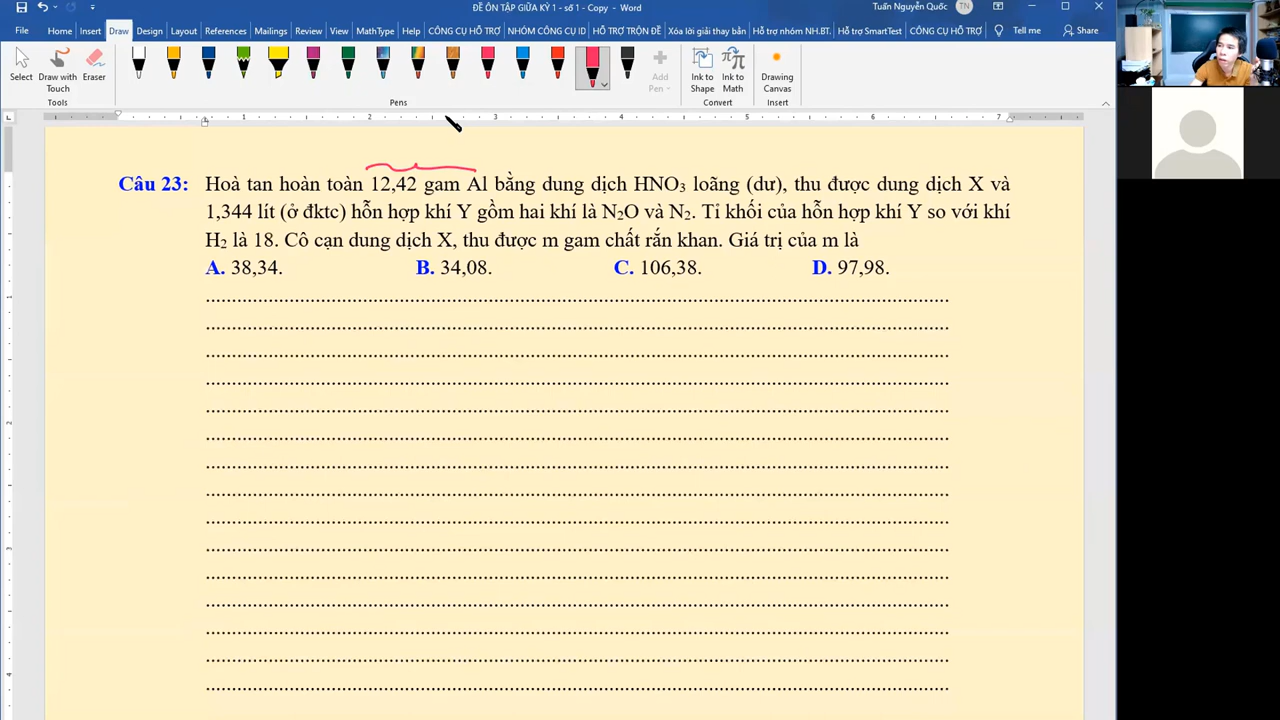 ĐỀ ÔN TẬP GIỮA KỲ 1 - số 1 - Copy - Word
Tuấn Nguyễn Quốc TN
File Home Insert Draw Design Layout References Mailings Review View MathType Help CÔNG CỤ HỖ TRỢ NHÓM CÔNG CỤ ID HỖ TRỢ TRỘN ĐỀ Xóa lời giải thay bằn Hỗ trợ nhóm NH.BT. Hỗ trợ SmartTest CÔNG CỤ HỖ TRỢ Tell me Share
Select Draw with Touch Eraser Add Pen Ink to Shape Ink to Math Drawing Canvas
Tools Pens Convert Insert
2 3 4 5 6 7
Câu 23: Hoà tan hoàn toàn 12,42 gam Al bằng dung dịch HNO₃ loãng (dư), thu được dung dịch X và
1,344 lít (ở đktc) hỗn hợp khí Y gồm hai khí là N₂O và N₂. Tỉ khối của hỗn hợp khí Y so với khí
H₂ là 18. Cô cạn dung dịch X, thu được m gam chất rắn khan. Giá trị của m là
A. 38,34. B. 34,08. C. 106,38. D. 97,98.